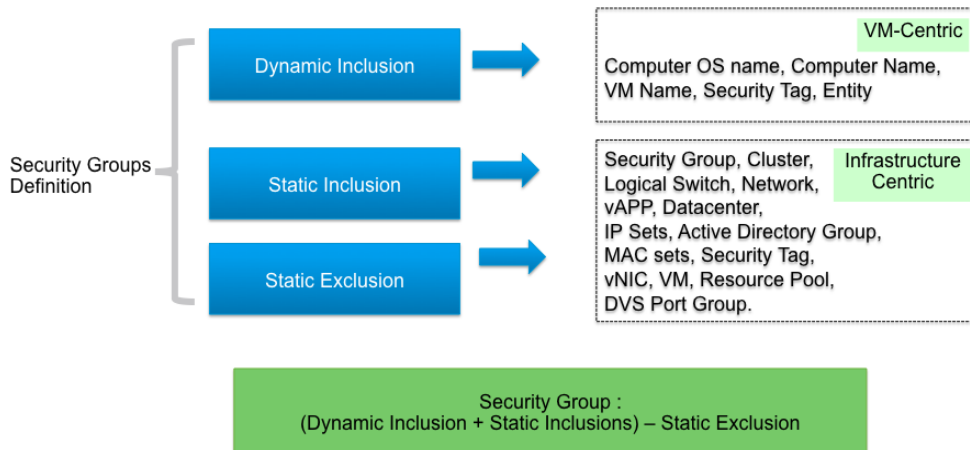 Security Groups
Definition
Dynamic Inclusion
VM-Centric
Computer OS name, Computer Name,
VM Name, Security Tag, Entity
Static Inclusion
Static Exclusion
Infrastructure
Centric
Security Group, Cluster,
Logical Switch, Network,
vAPP, Datacenter,
IP Sets, Active Directory Group,
MAC sets, Security Tag,
vNIC, VM, Resource Pool,
DVS Port Group.
Security Group :
(Dynamic Inclusion + Static Inclusions) – Static Exclusion